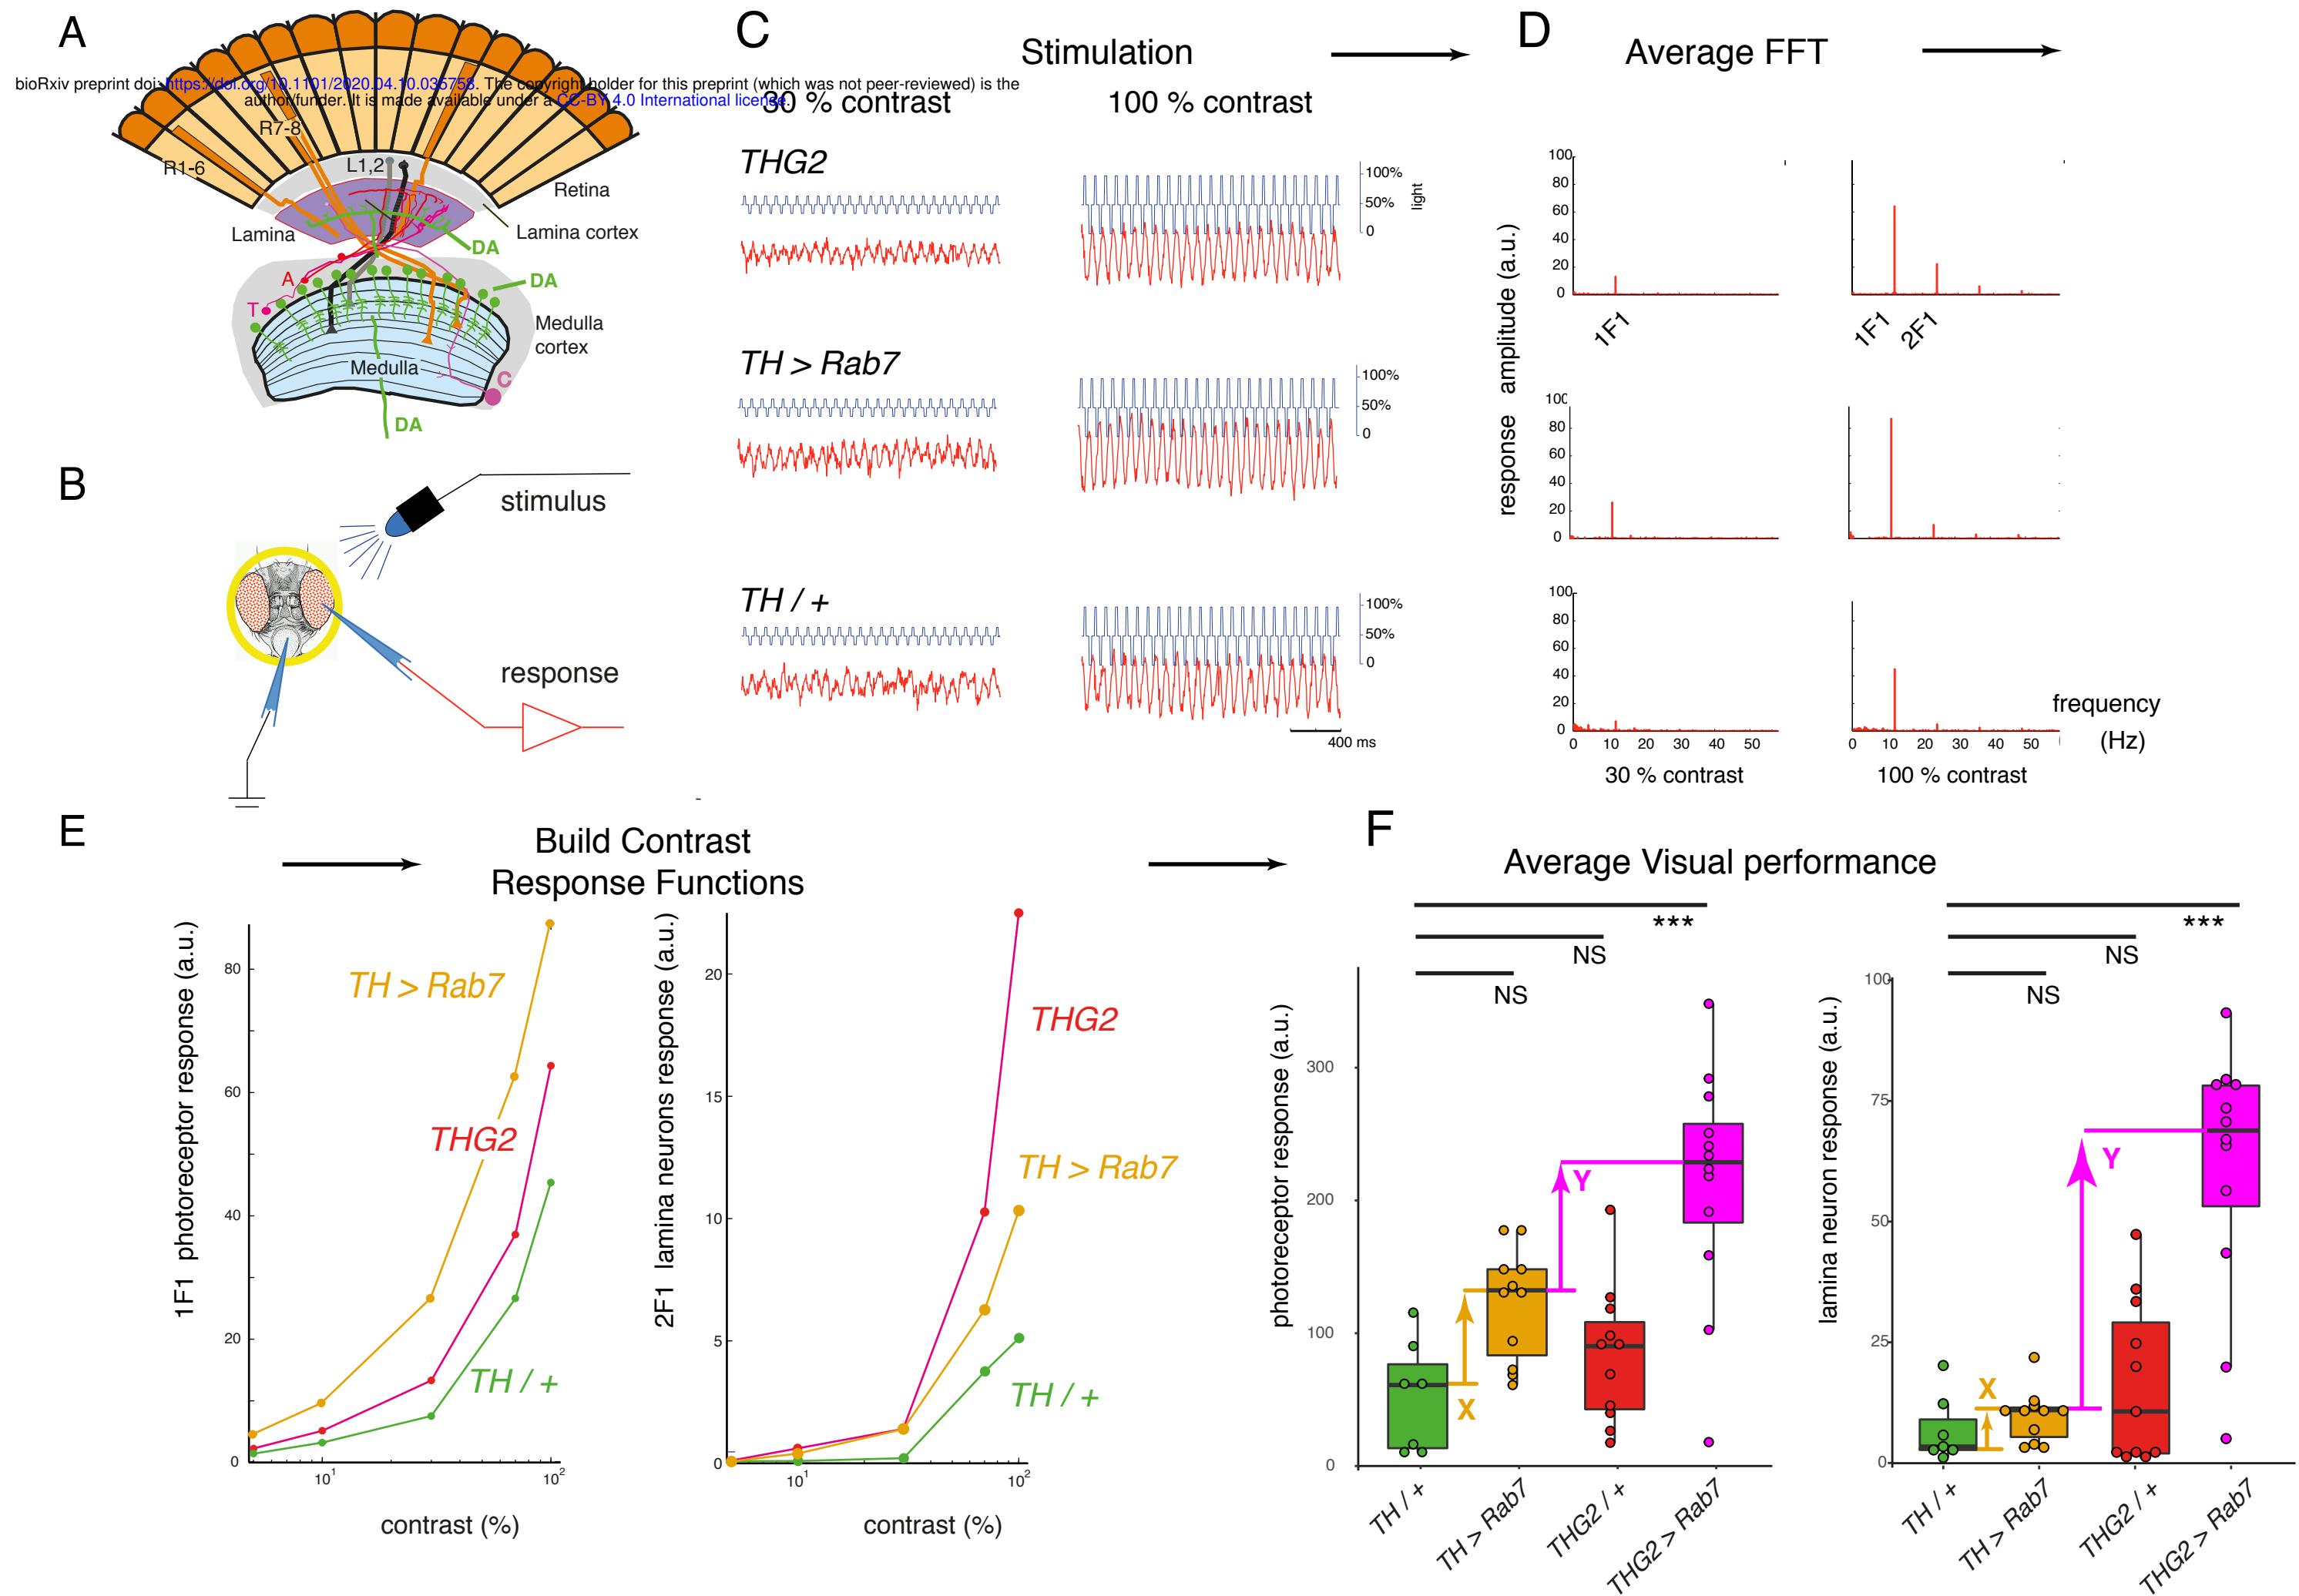 A
bioRxiv preprint doi: https://doi.org/10.1101/2020.04.10.035758. The copyright holder for this preprint (which was not peer-reviewed) is the
author/funder. It is made available under a CC-BY 4.0 International license.
R7-8
R1-6
L1,2
Retina
Lamina
Lamina cortex
DA
A
DA
T
Medulla
cortex
Medulla
C
DA
B
stimulus
response
C
Stimulation
30 % contrast
100 % contrast
THG2
100%
50%
0
light
TH > Rab7
100%
50%
0
TH / +
100%
50%
0
400 ms
D
Average FFT
response amplitude (a.u.)
100
80
60
40
20
0
1F1
1F1
2F1
100
80
60
40
20
0
100
80
60
40
20
0
0 10 20 30 40 50
0 10 20 30 40 50
frequency
(Hz)
30 % contrast
100 % contrast
E
Build Contrast
Response Functions
1F1 photoreceptor response (a.u.)
80
60
40
20
0
TH > Rab7
THG2
TH / +
10¹
10²
contrast (%)
2F1 lamina neurons response (a.u.)
20
15
10
5
0
THG2
TH > Rab7
TH / +
10¹
10²
contrast (%)
F
Average Visual performance
***
NS
NS
photoreceptor response (a.u.)
300
200
100
0
X
Y
TH / +
TH > Rab7
THG2 / +
THG2 > Rab7
***
NS
NS
lamina neuron response (a.u.)
100
75
50
25
0
X
Y
TH / +
TH > Rab7
THG2 / +
THG2 > Rab7